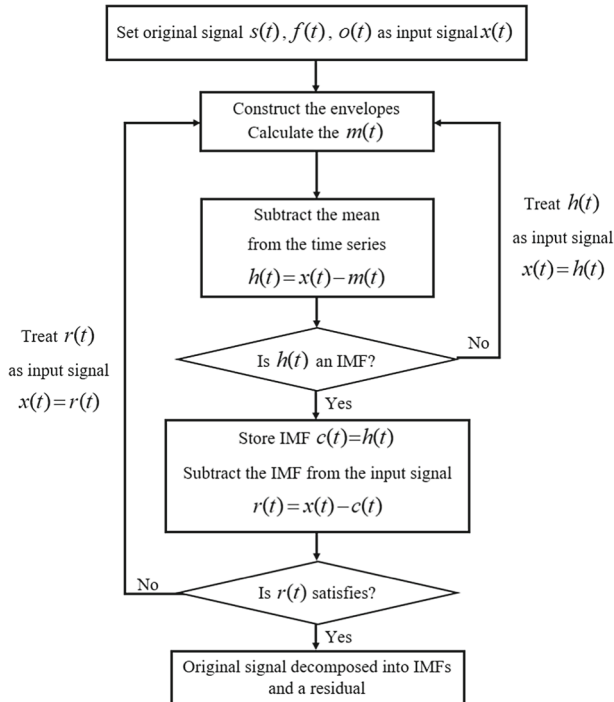 Set original signal s(t), f(t), o(t) as input signal x(t)
Construct the envelopes
Calculate the m(t)
Subtract the mean
from the time series
h(t)=x(t)−m(t)
Treat h(t)
as input signal
x(t)=h(t)
Is h(t) an IMF?
No
Yes
Treat r(t)
as input signal
x(t)=r(t)
Store IMF c(t)=h(t)
Subtract the IMF from the input signal
r(t)=x(t)−c(t)
Is r(t) satisfies?
No
Yes
Original signal decomposed into IMFs
and a residual